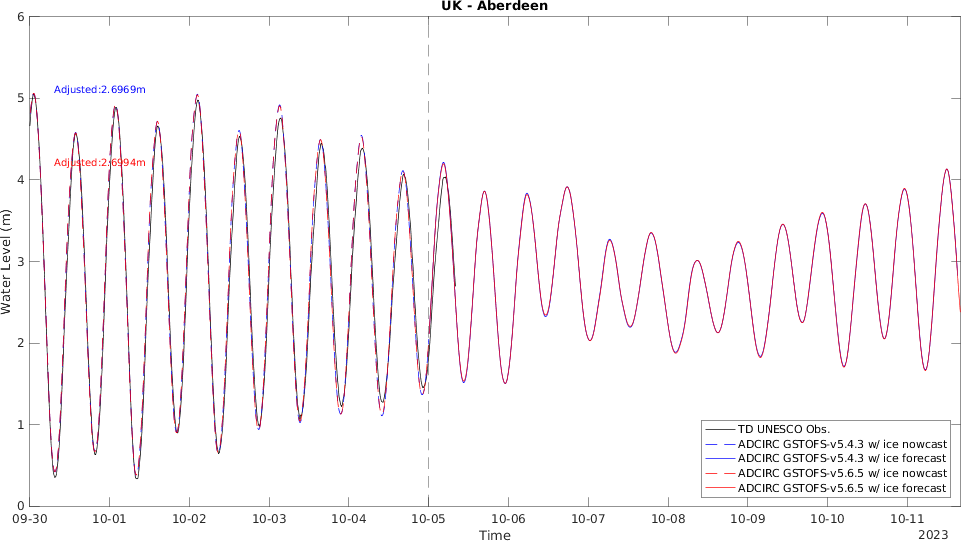 UK - Aberdeen
6
5
4
3
2
1
0
Water Level (m)
Adjusted:2.6969m
Adjusted:2.6994m
TD UNESCO Obs.
ADCIRC GSTOFS-v5.4.3 w/ ice nowcast
ADCIRC GSTOFS-v5.4.3 w/ ice forecast
ADCIRC GSTOFS-v5.6.5 w/ ice nowcast
ADCIRC GSTOFS-v5.6.5 w/ ice forecast
09-30 10-01 10-02 10-03 10-04 10-05 10-06 10-07 10-08 10-09 10-10 10-11
Time
2023